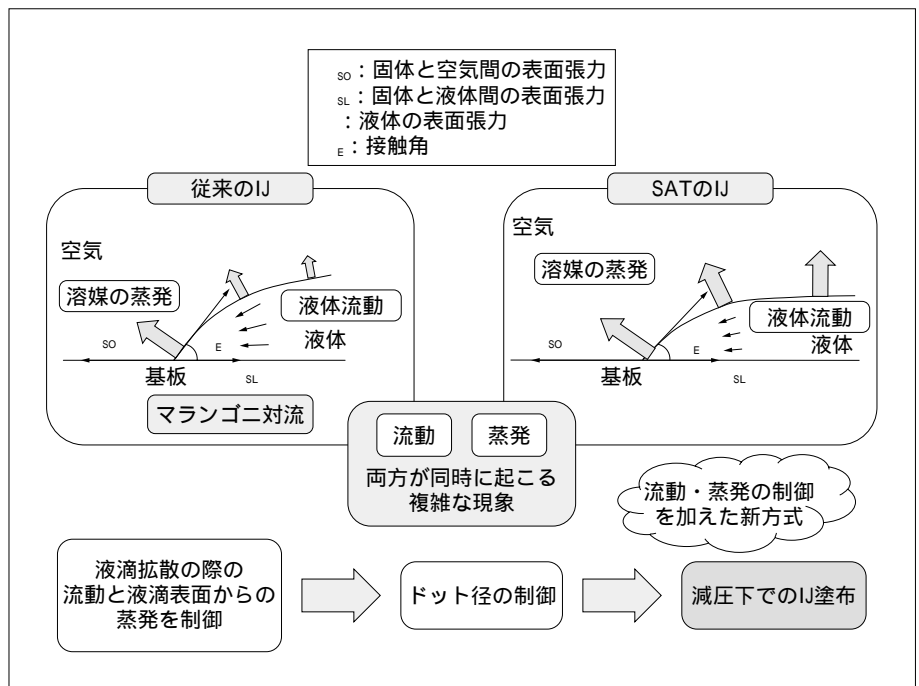 SO：固体と空気間の表面張力
SL：固体と液体間の表面張力
：液体の表面張力
E：接触角
従来のIJ
空気
溶媒の蒸発
液体流動
液体
SO
E
基板
SL
マランゴニ対流
SATのIJ
空気
溶媒の蒸発
液体流動
液体
SO
E
基板
SL
流動
蒸発
両方が同時に起こる
複雑な現象
流動・蒸発の制御
を加えた新方式
液滴拡散の際の
流動と液滴表面からの
蒸発を制御
ドット径の制御
減圧下でのIJ塗布